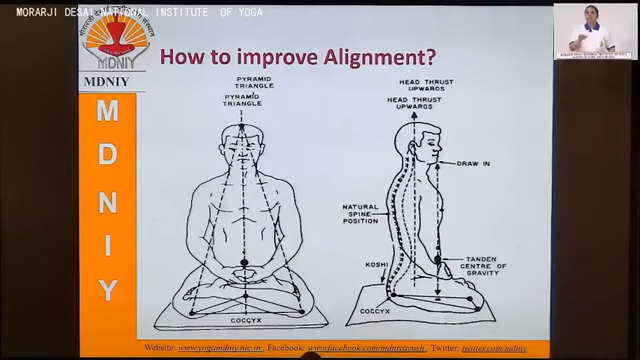 MORARJI DESAI NATIONAL INSTITUTE OF YOGA
MDNIY
MDNIY
M
D
N
I
Y
How to improve Alignment?
PYRAMID
TRIANGLE
PYRAMID
TRIANGLE
COCCYX
HEAD THRUST
UPWARDS
HEAD THRUST
UPWARDS
DRAW IN
NATURAL
SPINE
POSITION
TANDEN
CENTRE OF
GRAVITY
KOSHI
COCCYX
Website: www.yogamdniy.nic.in, Facebook: www.facebook.com/mdniyayush, Twitter: twitter.com/mdniy